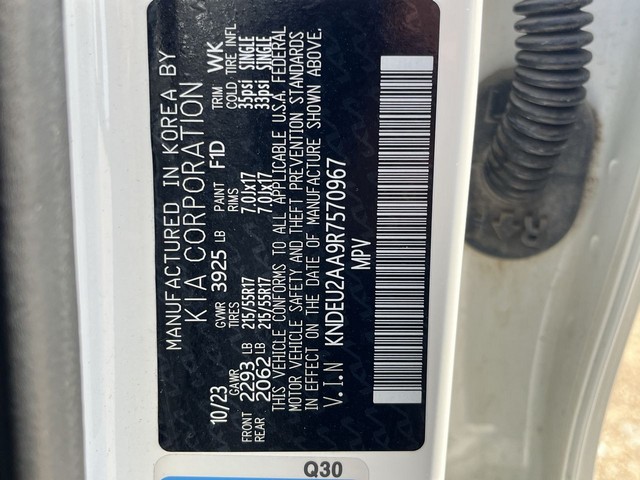 MANUFACTURED IN KOREA BY
KIA CORPORATION
10/23 GVWR 3925 LB PAINT F1D TRIM WK
GAWR TIRES RIMS COLD TIRE INFL
FRONT 2293 LB 215/55R17 7.0Jx17 35psi SINGLE
REAR 2062 LB 215/55R17 7.0Jx17 33psi SINGLE
THIS VEHICLE CONFORMS TO ALL APPLICABLE U.S.A. FEDERAL
MOTOR VEHICLE SAFETY AND THEFT PREVENTION STANDARDS
IN EFFECT ON THE DATE OF MANUFACTURE SHOWN ABOVE.
V.I.N KNDEU2AA9R7570967
MPV
Q30